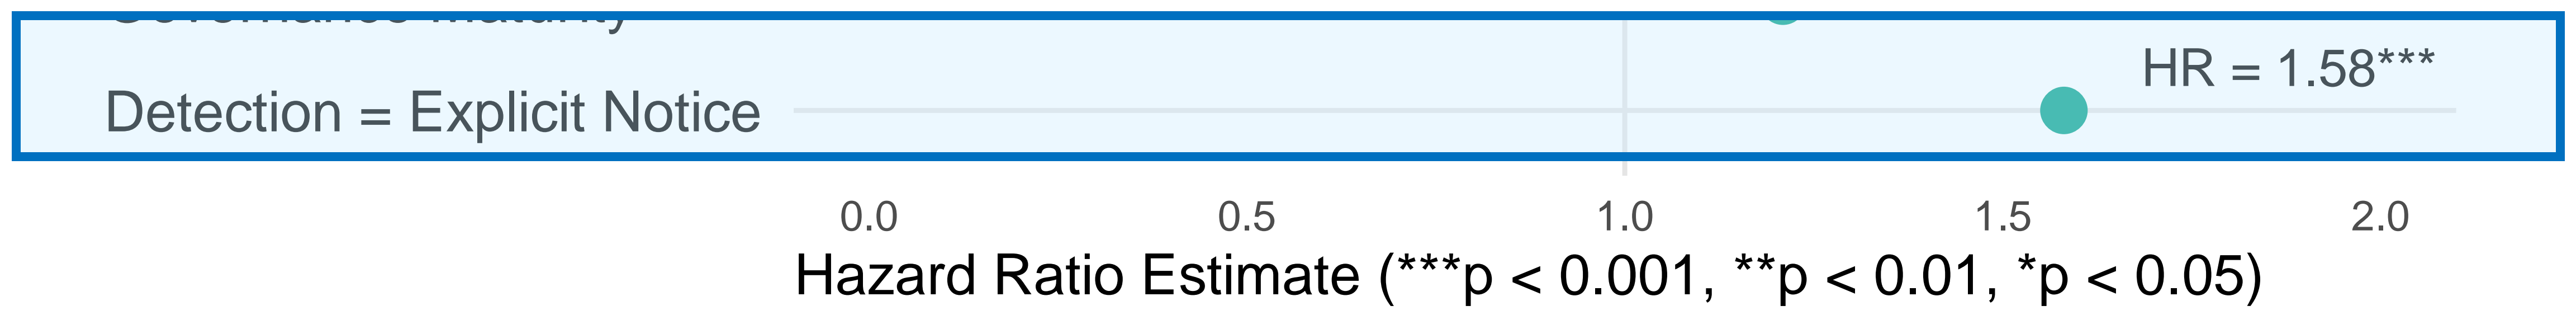 Detection = Explicit Notice
HR = 1.58***
0.0 0.5 1.0 1.5 2.0
Hazard Ratio Estimate (***p < 0.001, **p < 0.01, *p < 0.05)